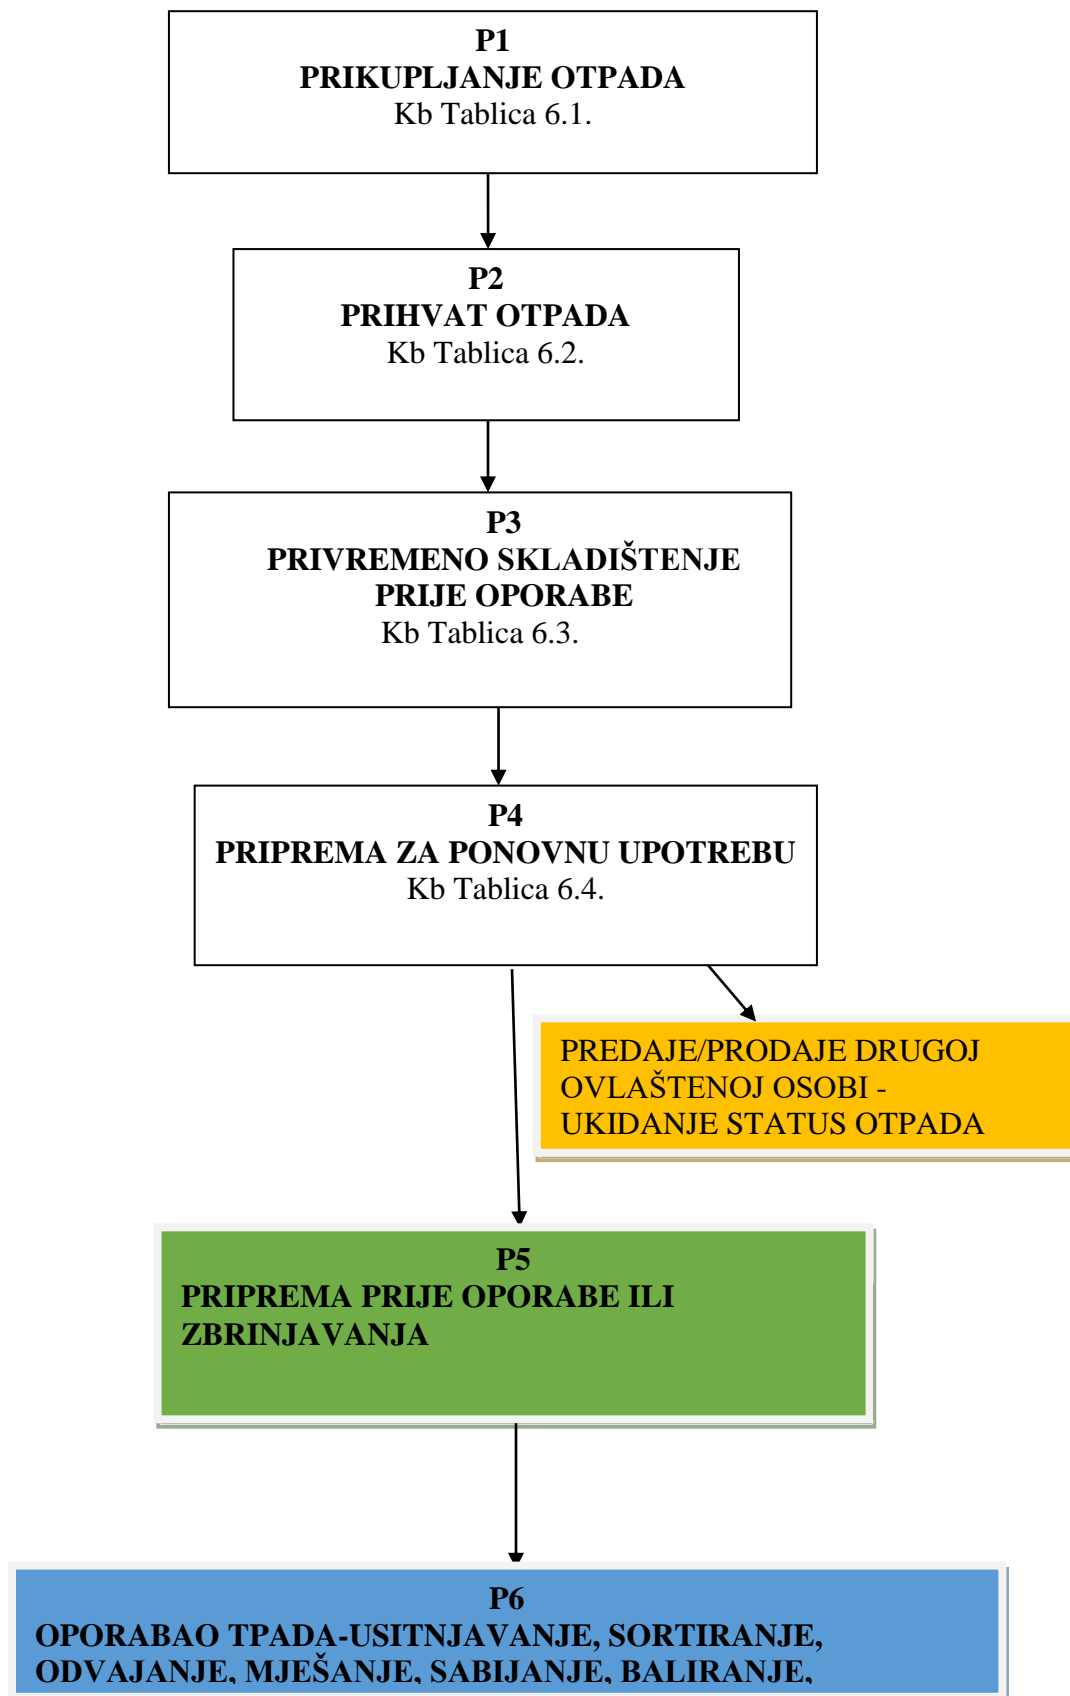 P1
PRIKUPLJANJE OTPADA
Kb Tablica 6.1.
P2
PRIHVAT OTPADA
Kb Tablica 6.2.
P3
PRIVREMENO SKLADIŠTENJE
PRIJE OPORABE
Kb Tablica 6.3.
P4
PRIPREMA ZA PONOVNU UPOTREBU
Kb Tablica 6.4.
PREDAJE/PRODAJE DRUGOJ
OVLAŠTENOJ OSOBI -
UKIDANJE STATUS OTPADA
P5
PRIPREMA PRIJE OPORABE ILI
ZBRINJAVANJA
P6
OPORABAO TPADA-USITNJAVANJE, SORTIRANJE,
ODVAJANJE, MJEŠANJE, SABIJANJE, BALIRANJE,